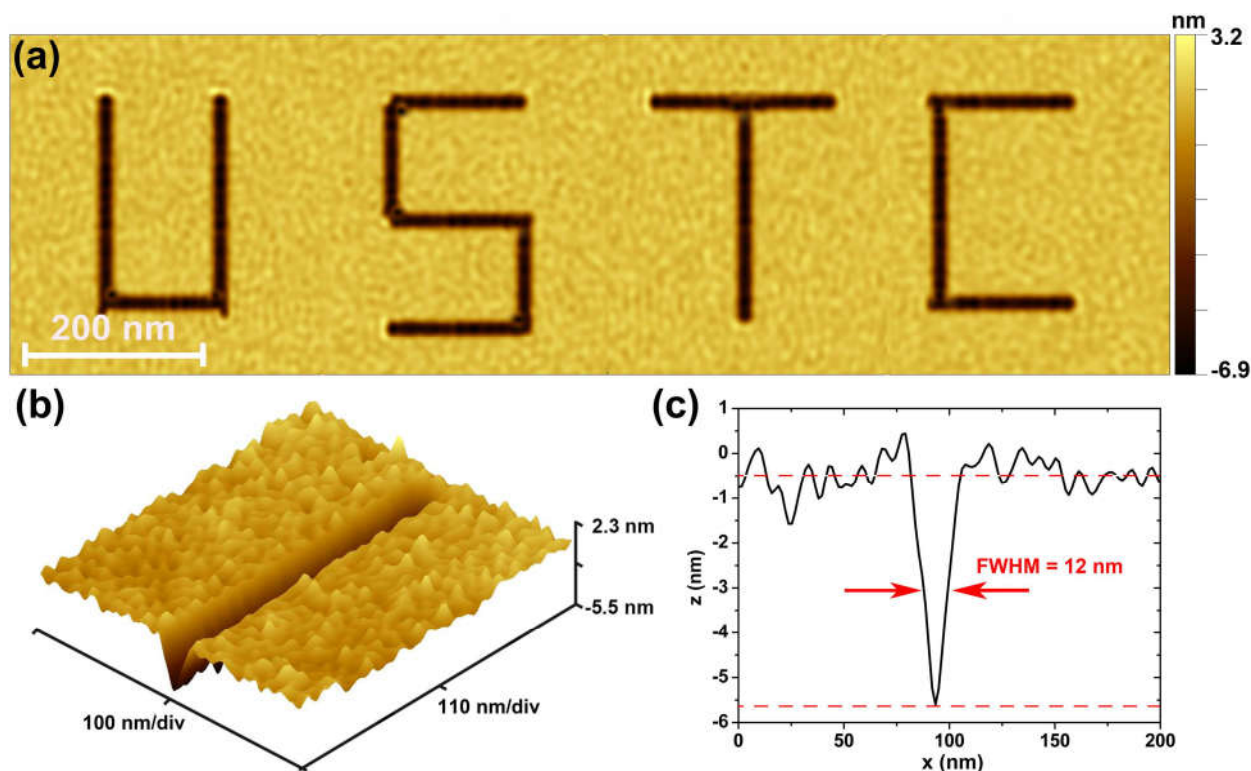 (a)
nm
3.2
-6.9
USTC
200 nm
(b)
2.3 nm
-5.5 nm
100 nm/div
110 nm/div
(c)
1
0
-1
-2
-3
-4
-5
-6
z (nm)
FWHM = 12 nm
0
50
100
150
200
x (nm)